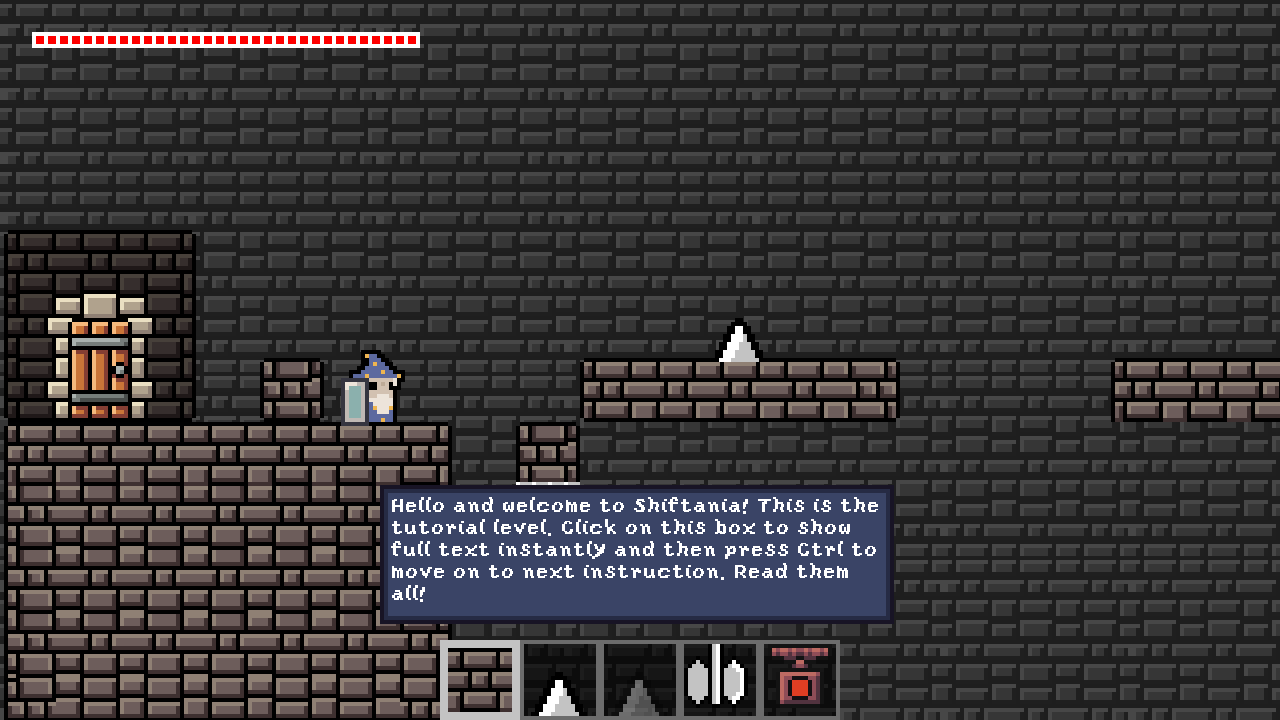 Hello and welcome to Shiftania! This is the
tutorial level. Click on this box to show
full text instantly and then press Ctrl to
move on to next instruction. Read them
all!